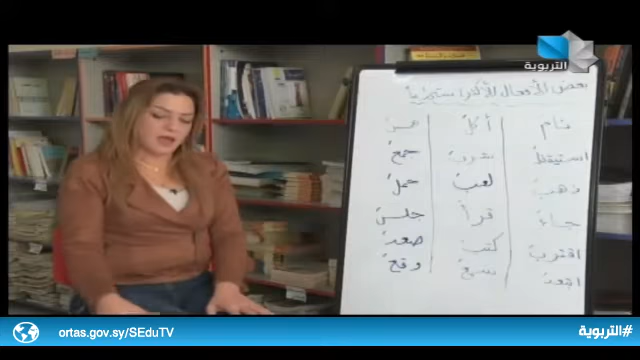 التربوية
بعض الأفعال الأكثر استخداماً
نام أكل
استيقظ شرب جمع
ذهب لعب حمل
جاء قرأ جلس
اقترب كتب صعد
ابتعد سمع وقع
ortas.gov.sy/SEduTV
#التربوية